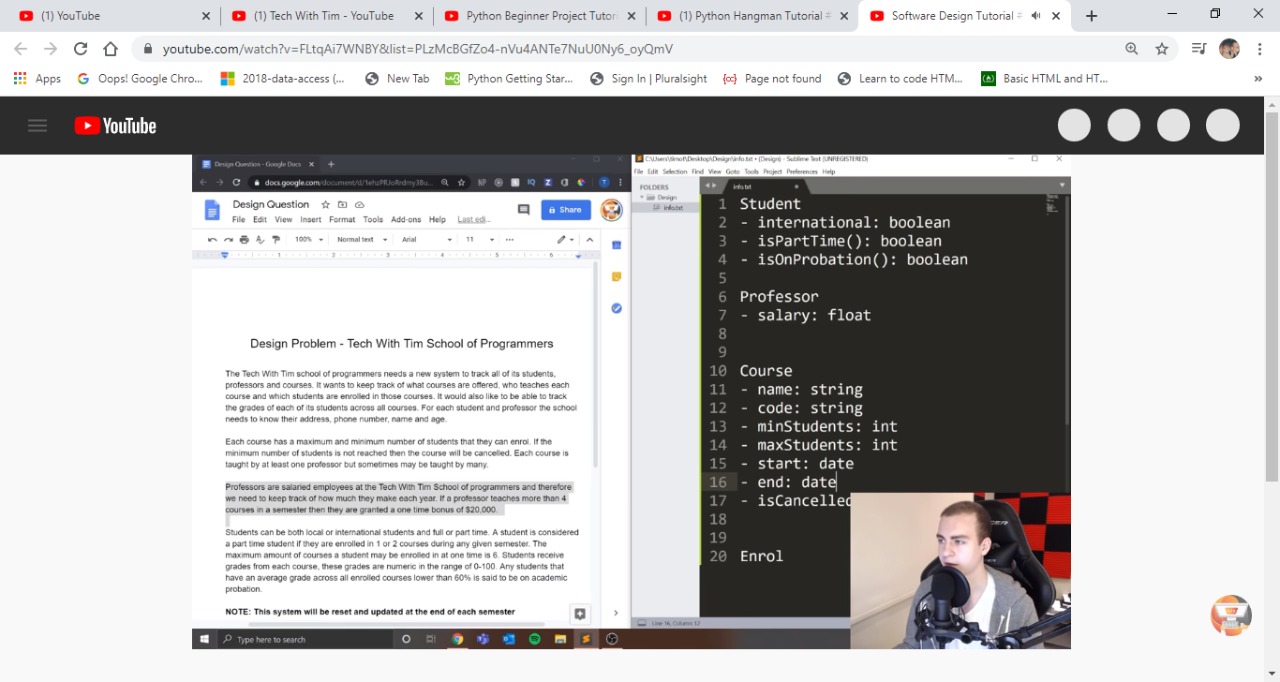 (1) YouTube
(1) Tech With Tim - YouTube
Python Beginner Project Tutor
(1) Python Hangman Tutorial #
Software Design Tutorial #
youtube.com/watch?v=FLtqAi7WNBY&list=PLzMcBGfZo4-nVu4ANTe7NuU0Ny6_oyQmV
Apps
Oops! Google Chro...
2018-data-access (...
New Tab
Python Getting Star...
Sign In | Pluralsight
Page not found
Learn to code HTM...
Basic HTML and HT...
YouTube
Design Question - Google Docs
Design Question
File Edit View Insert Format Tools Add-ons Help Last edi...
Share
100% Normal text Arial 11
Design Problem - Tech With Tim School of Programmers
The Tech With Tim school of programmers needs a new system to track all of its students,
professors and courses. It wants to keep track of what courses are offered, who teaches each
course and which students are enrolled in those courses. It would also like to be able to track
the grades of each of its students across all courses. For each student and professor the school
needs to know their address, phone number, name and age.
Each course has a maximum and minimum number of students that they can enrol. If the
minimum number of students is not reached then the course will be cancelled. Each course is
taught by at least one professor but sometimes may be taught by many.
Professors are salaried employees at the Tech With Tim School of programmers and therefore
we need to keep track of how much they make each year. If a professor teaches more than 4
courses in a semester then they are granted a one time bonus of $20,000.
Students can be both local or international students and full or part time. A student is considered
a part time student if they are enrolled in 1 or 2 courses during any given semester. The
maximum amount of courses a student may be enrolled in at one time is 6. Students receive
grades from each course, these grades are numeric in the range of 0-100. Any students that
have an average grade across all enrolled courses lower than 60% is said to be on academic
probation.
NOTE: This system will be reset and updated at the end of each semester
Type here to search
C:\Users\timof\Desktop\Design\info.txt • (Design) - Sublime Text (UNREGISTERED)
File Edit Selection Find View Goto Tools Project Preferences Help
FOLDERS
Design
info.txt
info.txt
1 Student
2 - international: boolean
3 - isPartTime(): boolean
4 - isOnProbation(): boolean
5
6 Professor
7 - salary: float
8
9
10 Course
11 - name: string
12 - code: string
13 - minStudents: int
14 - maxStudents: int
15 - start: date
16 - end: date
17 - isCancelled
18
19
20 Enrol
Line 16, Column 12